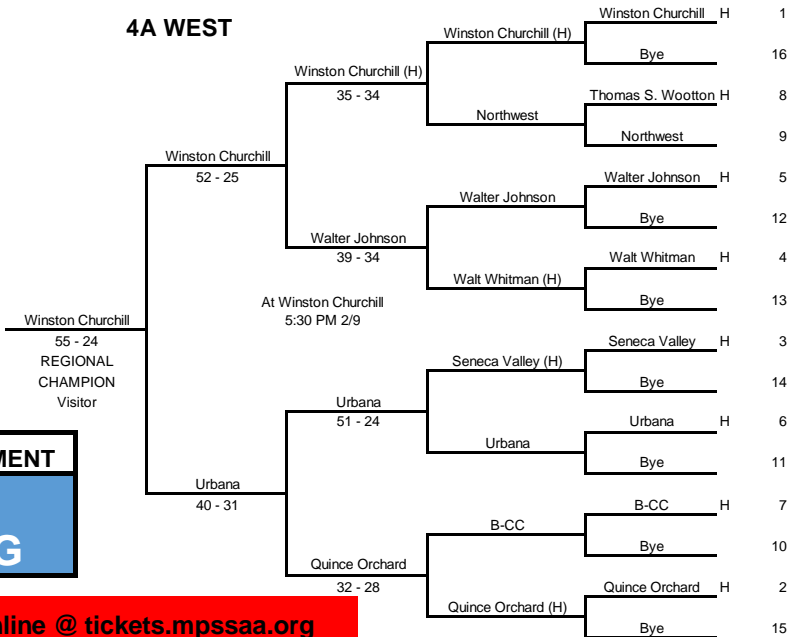 4A WEST
Winston Churchill H 1
Winston Churchill (H)
Bye 16
Winston Churchill (H)
35 - 34
Thomas S. Wootton H 8
Northwest
Northwest 9
Winston Churchill
52 - 25
Walter Johnson H 5
Walter Johnson
Bye 12
Walter Johnson
39 - 34
Walt Whitman H 4
Walt Whitman (H)
Bye 13
At Winston Churchill
5:30 PM 2/9
Winston Churchill
55 - 24
REGIONAL
CHAMPION
Visitor
Seneca Valley H 3
Seneca Valley (H)
Bye 14
Urbana
51 - 24
Urbana H 6
Urbana
Bye 11
Urbana
40 - 31
B-CC H 7
B-CC
Bye 10
Quince Orchard
32 - 28
Quince Orchard H 2
Quince Orchard (H)
Bye 15
MENT
G
nline @ tickets.mpssaa.org